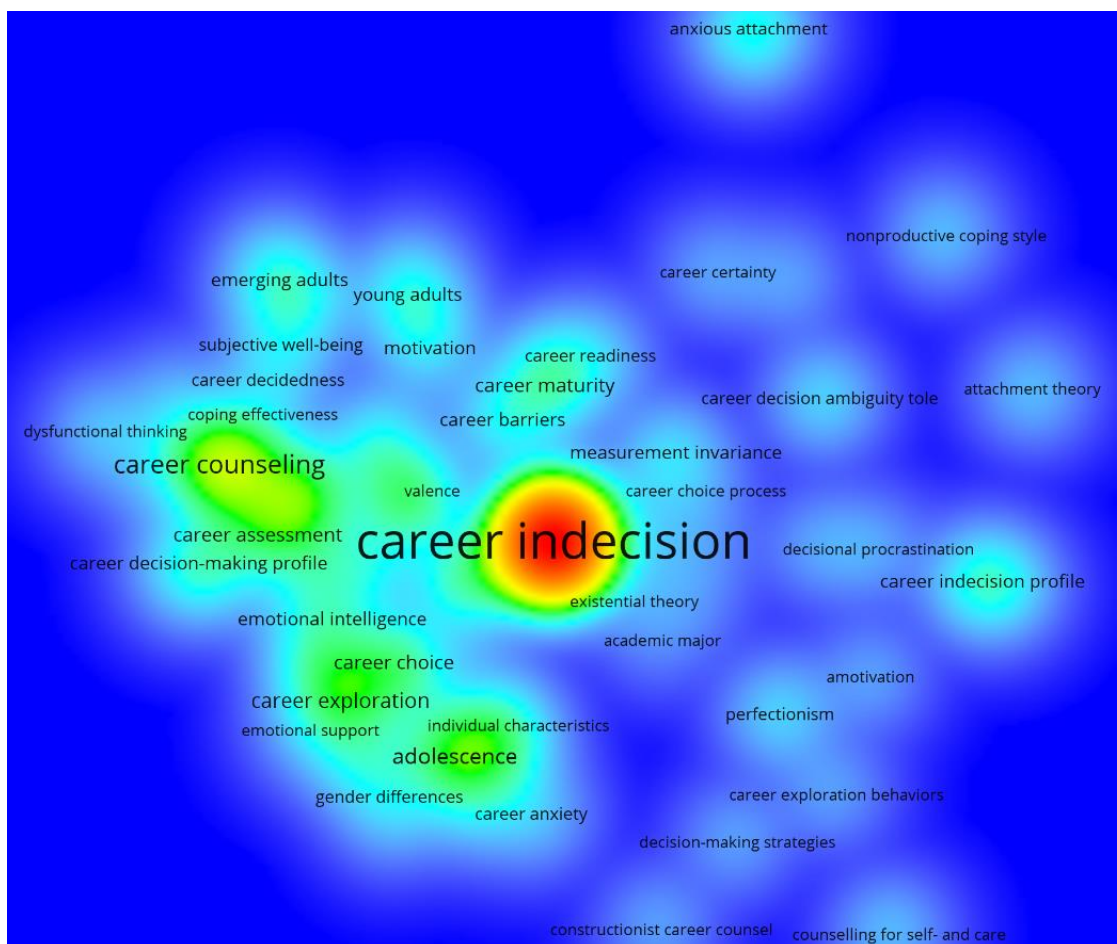 anxious attachment
nonproductive coping style
career certainty
emerging adults
young adults
subjective well-being
motivation
career readiness
career decidedness
career maturity
attachment theory
career decision ambiguity tole
coping effectiveness
career barriers
dysfunctional thinking
career counseling
measurement invariance
valence
career choice process
career assessment
career indecision
decisional procrastination
career decision-making profile
career indecision profile
existential theory
emotional intelligence
academic major
career choice
amotivation
career exploration
perfectionism
emotional support
individual characteristics
adolescence
gender differences
career exploration behaviors
career anxiety
decision-making strategies
constructionist career counsel
counselling for self- and care